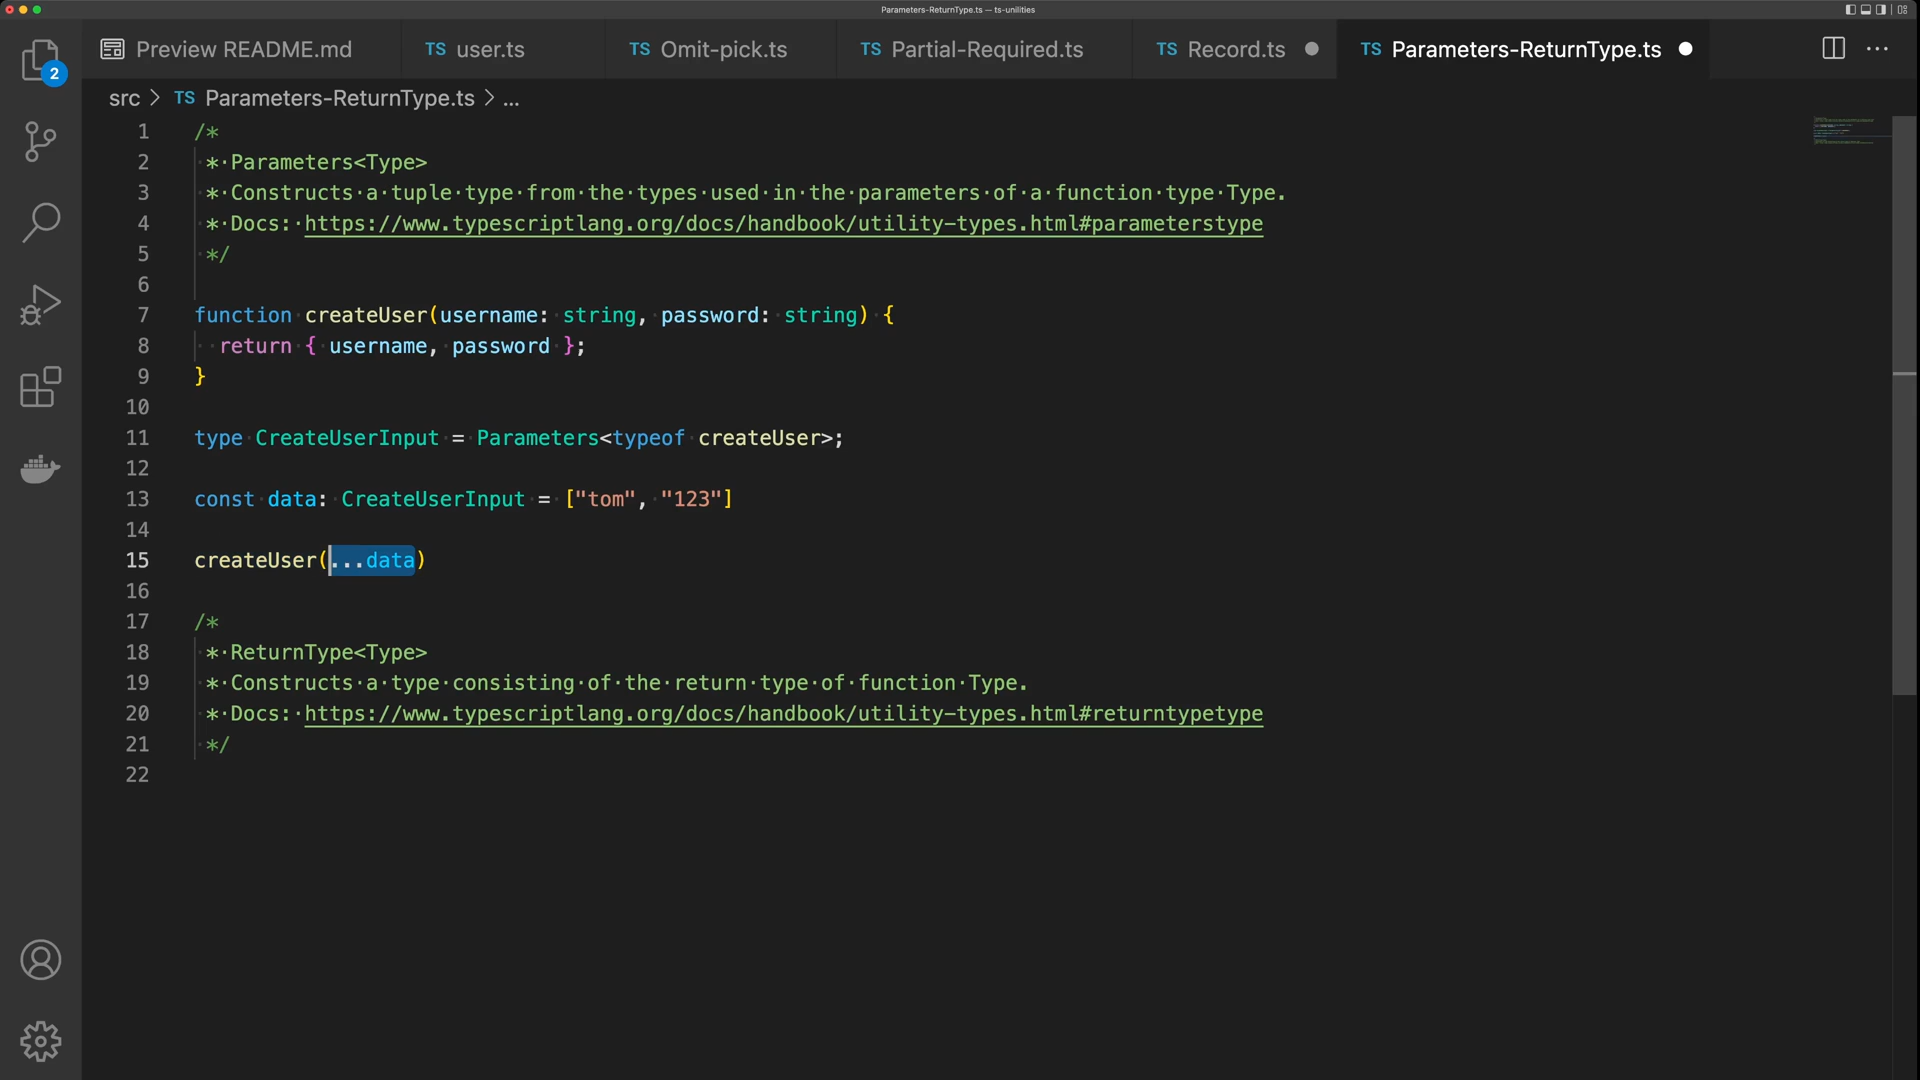 Parameters-ReturnType.ts — ts-unilities
2
Preview README.md
TS user.ts
TS Omit-pick.ts
TS Partial-Required.ts
TS Record.ts
TS Parameters-ReturnType.ts
src > TS Parameters-ReturnType.ts > ...
1 /*
2 * Parameters<Type>
3 * Constructs a tuple type from the types used in the parameters of a function type Type.
4 * Docs: https://www.typescriptlang.org/docs/handbook/utility-types.html#parameterstype
5 */
6
7 function createUser(username: string, password: string) {
8 return { username, password };
9 }
10
11 type CreateUserInput = Parameters<typeof createUser>;
12
13 const data: CreateUserInput = ["tom", "123"]
14
15 createUser(...data)
16
17 /*
18 * ReturnType<Type>
19 * Constructs a type consisting of the return type of function Type.
20 * Docs: https://www.typescriptlang.org/docs/handbook/utility-types.html#returntypetype
21 */
22